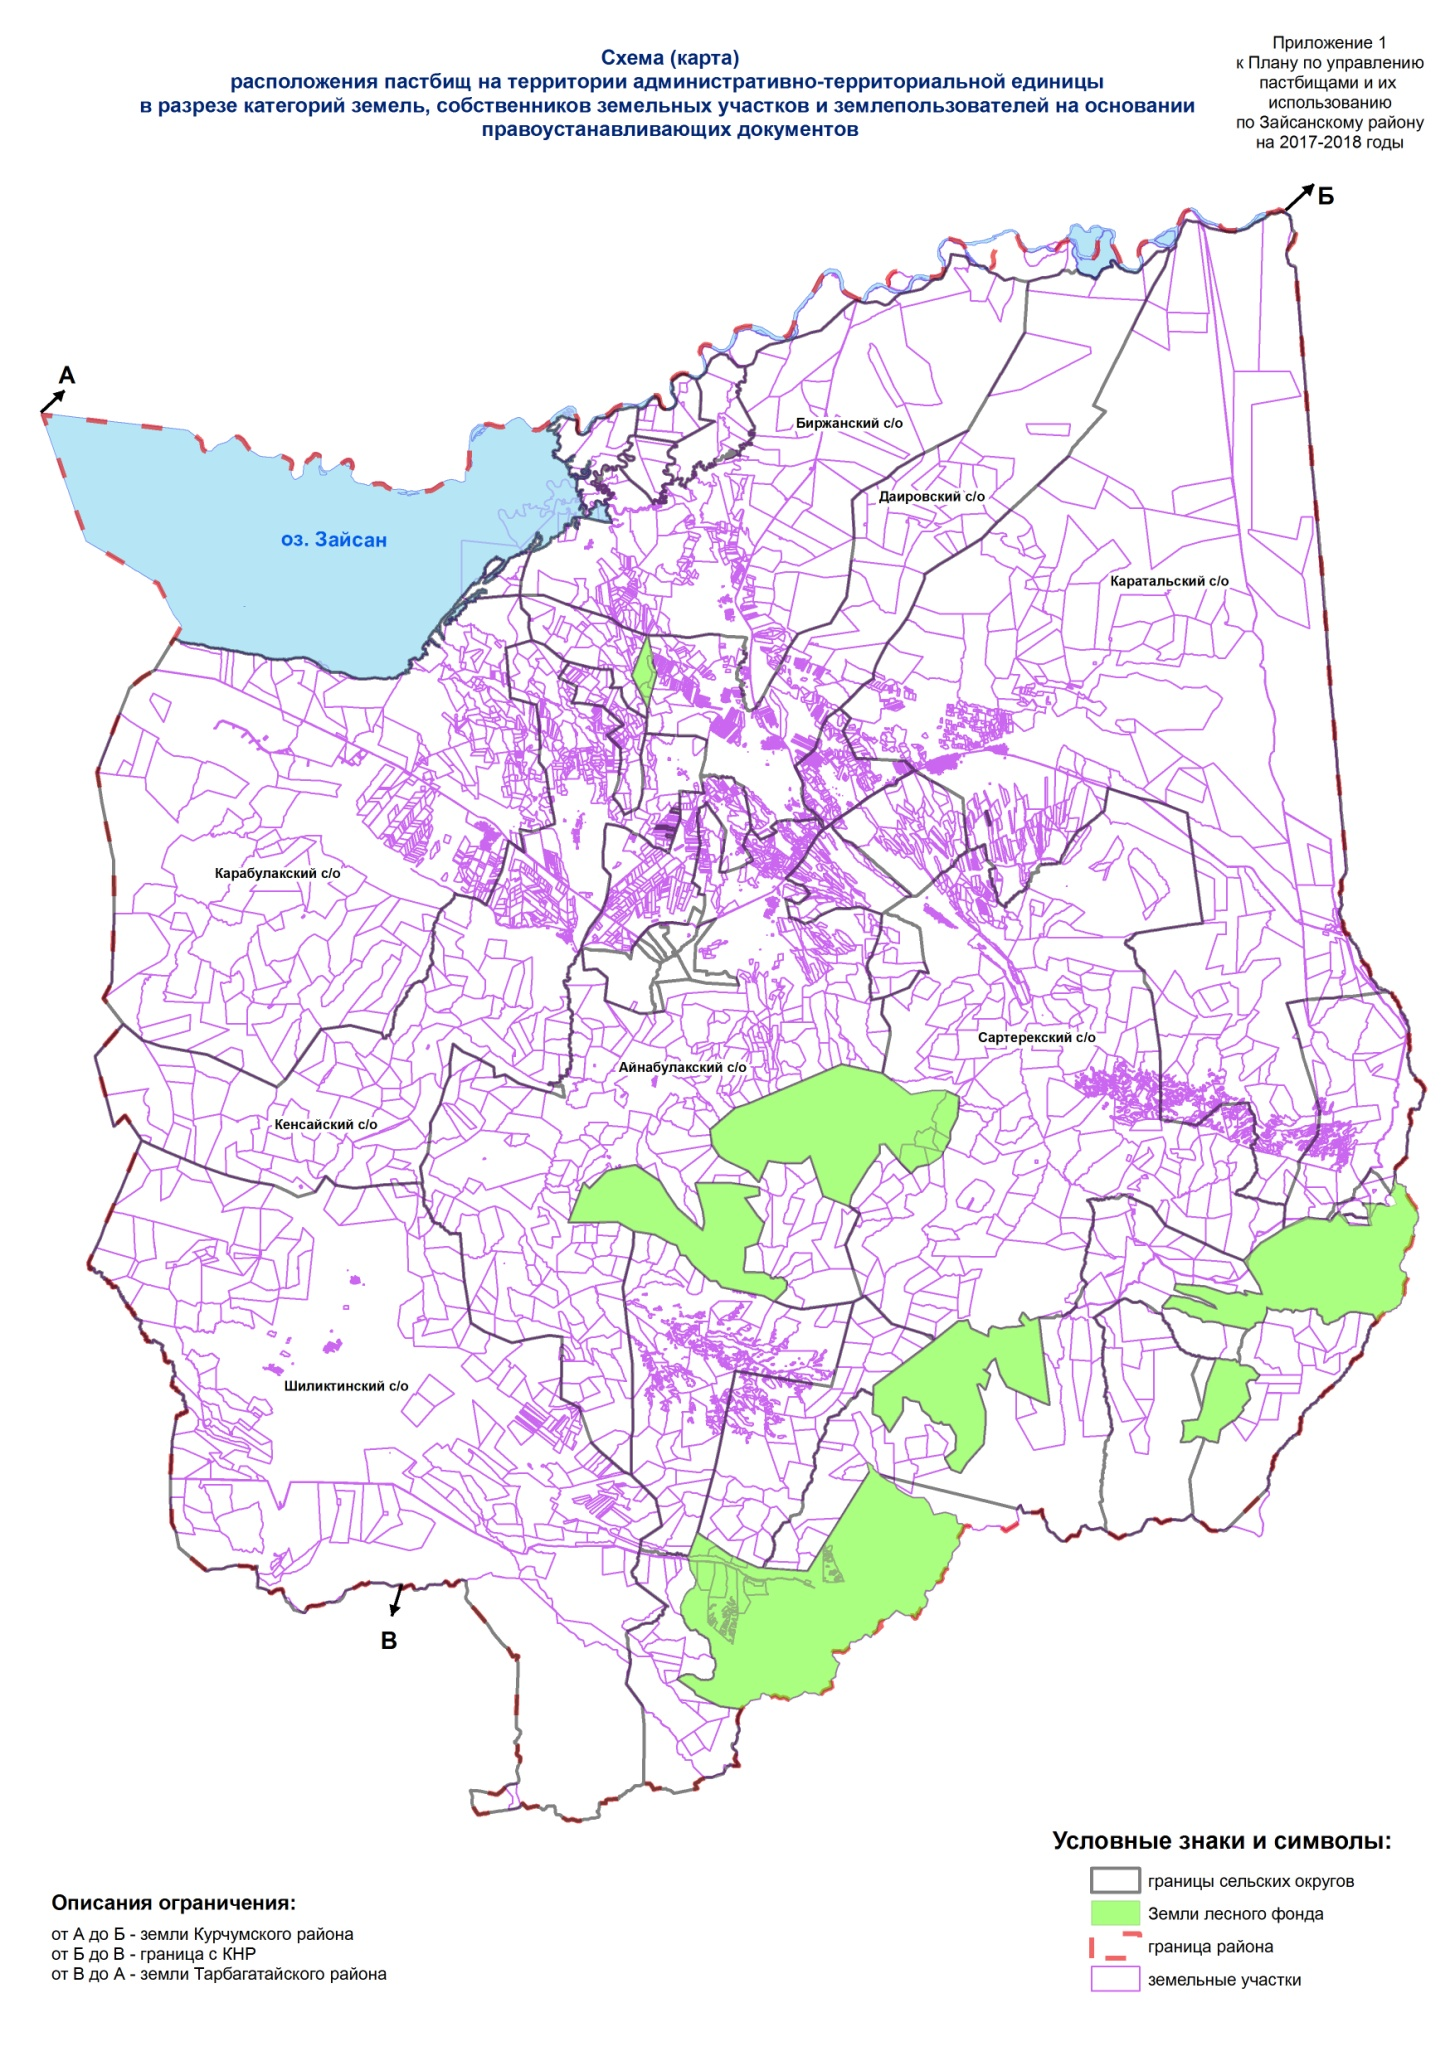 Схема (карта)
расположения пастбищ на территории административно-территориальной единицы
в разрезе категорий земель, собственников земельных участков и землепользователей на основании
правоустанавливающих документов
Приложение 1
к Плану по управлению
пастбищами и их
использованию
по Зайсанскому району
на 2017-2018 годы
Б
А
Биржанский с/о
Даировский с/о
оз. Зайсан
Каратальский с/о
Карабулакский с/о
Сартерекский с/о
Айнабулакский с/о
Кенсайский с/о
Шиликтинский с/о
В
Условные знаки и символы:
границы сельских округов
Земли лесного фонда
граница района
земельные участки
Описания ограничения:
от А до Б - земли Курчумского района
от Б до В - граница с КНР
от В до А - земли Тарбагатайского района